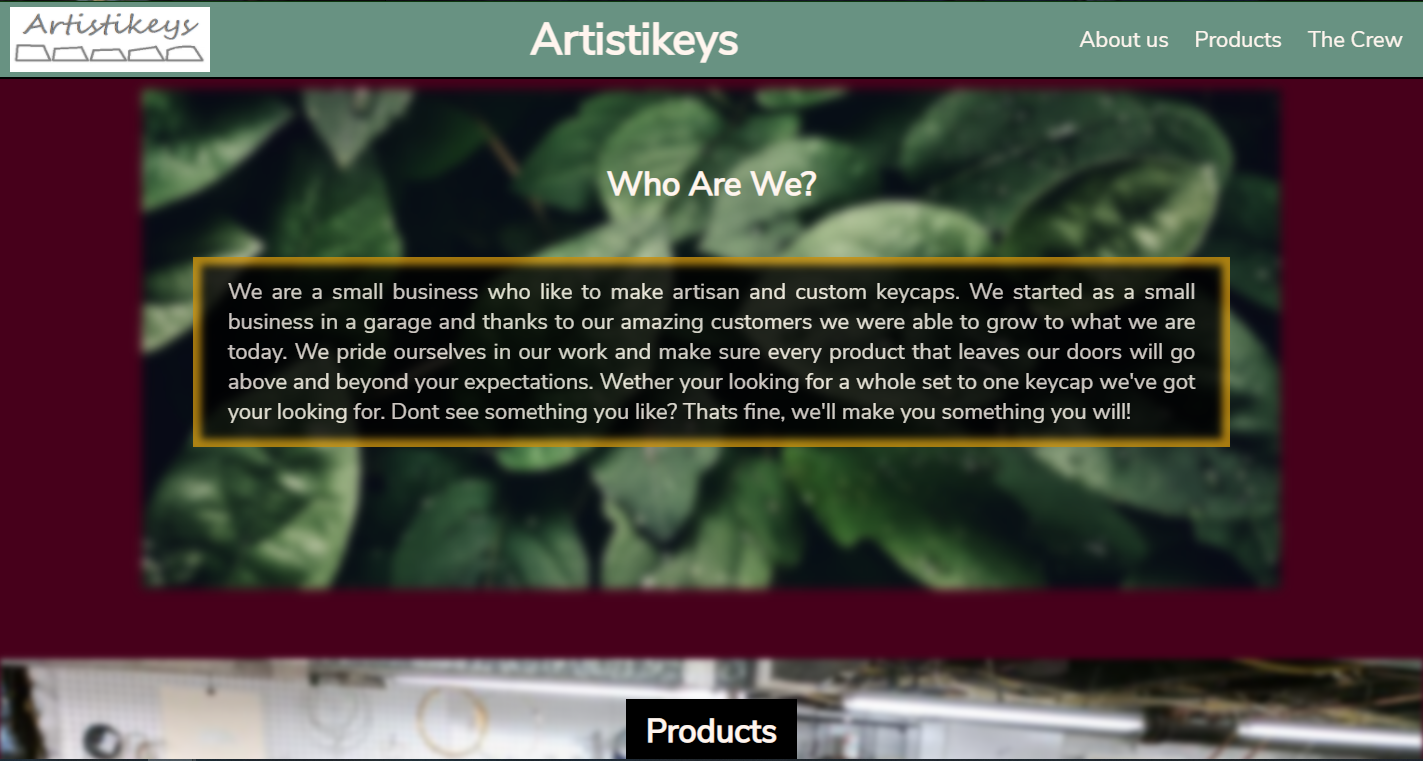 Artistikeys
Artistikeys
About us Products The Crew
Who Are We?
We are a small business who like to make artisan and custom keycaps. We started as a small
business in a garage and thanks to our amazing customers we were able to grow to what we are
today. We pride ourselves in our work and make sure every product that leaves our doors will go
above and beyond your expectations. Wether your looking for a whole set to one keycap we've got
your looking for. Dont see something you like? Thats fine, we'll make you something you will!
Products